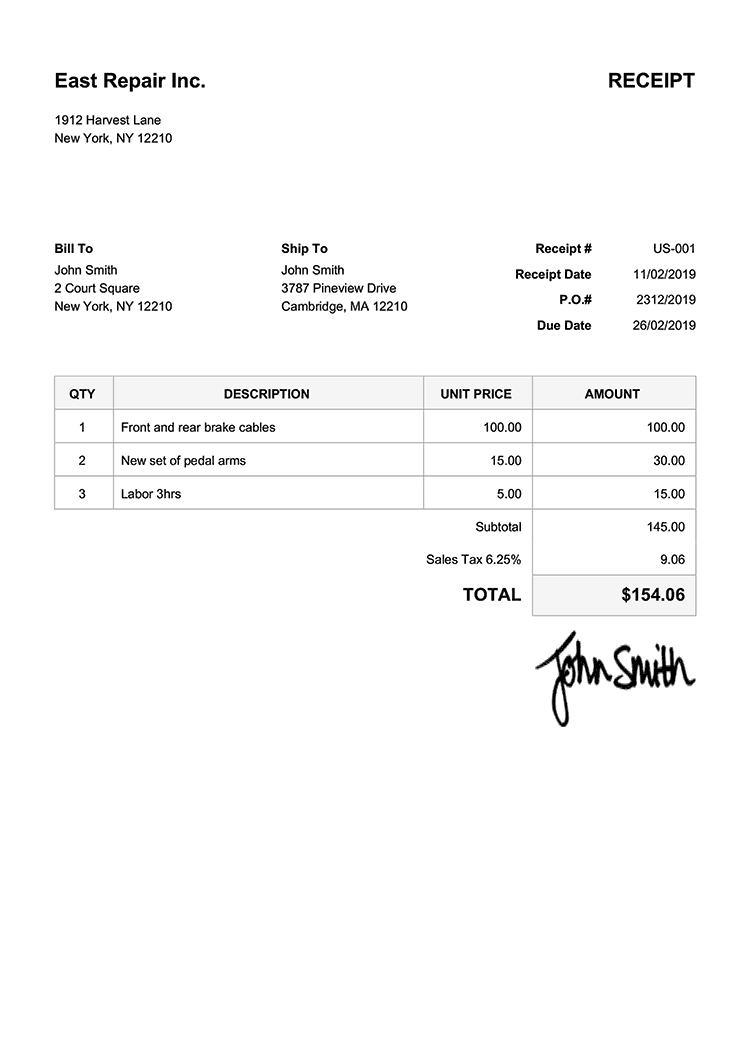 East Repair Inc.
RECEIPT
1912 Harvest Lane
New York, NY 12210
Bill To
John Smith
2 Court Square
New York, NY 12210
Ship To
John Smith
3787 Pineview Drive
Cambridge, MA 12210
Receipt # US-001
Receipt Date 11/02/2019
P.O.# 2312/2019
Due Date 26/02/2019
QTY DESCRIPTION UNIT PRICE AMOUNT
1 Front and rear brake cables 100.00 100.00
2 New set of pedal arms 15.00 30.00
3 Labor 3hrs 5.00 15.00
Subtotal 145.00
Sales Tax 6.25% 9.06
TOTAL $154.06
John Smith